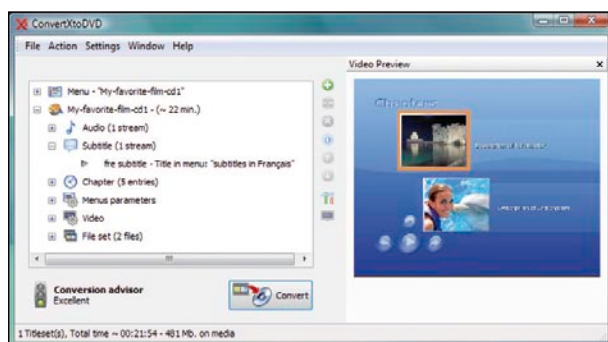 ConvertXtoDVD
File Action Settings Window Help
Video Preview
Menu - "My-favorite-film-cd1"
My-favorite-film-cd1 - (~ 22 min.)
Audio (1 stream)
Subtitle (1 stream)
fre subtitle - Title in menu: "subtitles in Français"
Chapter (5 entries)
Menus parameters
Video
File set (2 files)
Chapters
Conversion advisor
Excellent
Convert
1 Titleset(s), Total time ~ 00:21:54 - 481 Mb. on media